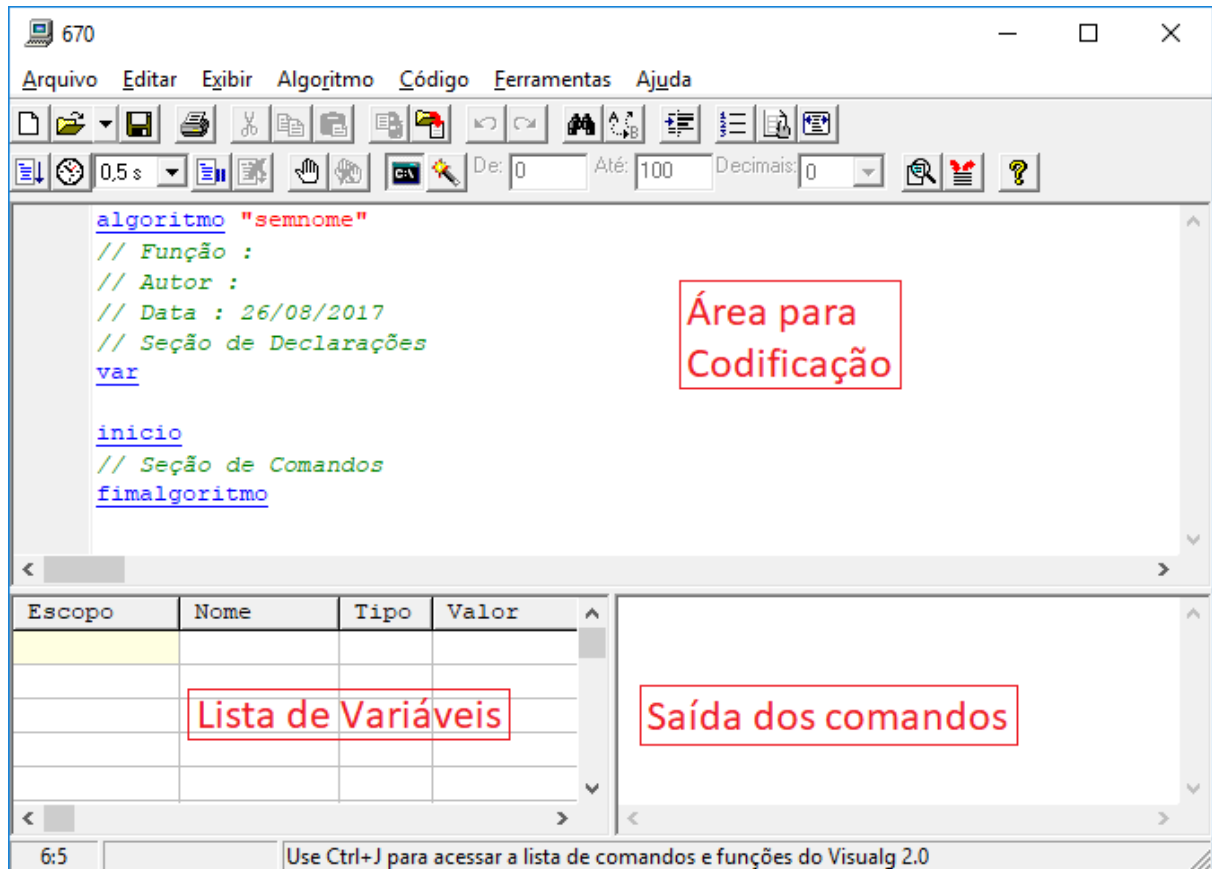 670
Arquivo Editar Exibir Algoritmo Código Ferramentas Ajuda
0,5 s De: 0 Até: 100 Decimais: 0
algoritmo "semnome"
// Função :
// Autor :
// Data : 26/08/2017
// Seção de Declarações
var
inicio
// Seção de Comandos
fimalgoritmo
Área para
Codificação
Escopo Nome Tipo Valor
Lista de Variáveis
Saída dos comandos
6:5 Use Ctrl+J para acessar a lista de comandos e funções do Visualg 2.0